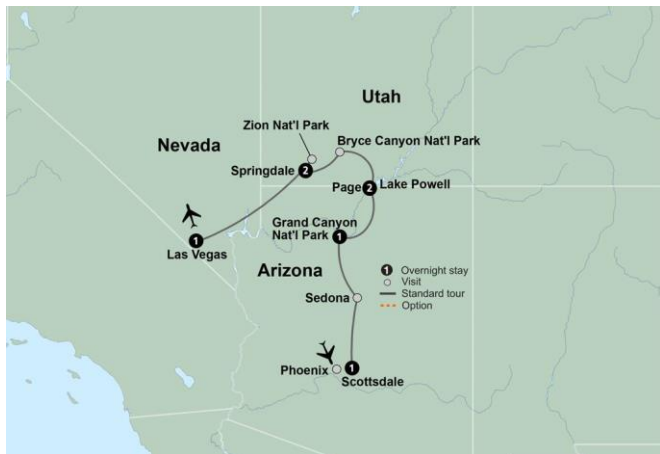 Utah
Zion Nat'l Park
Nevada
Bryce Canyon Nat'l Park
Springdale 2
Page 2 Lake Powell
Grand Canyon
Nat'l Park 1
1
Las Vegas
Arizona
1 Overnight stay
Visit
Standard tour
Option
Sedona
Phoenix
1
Scottsdale